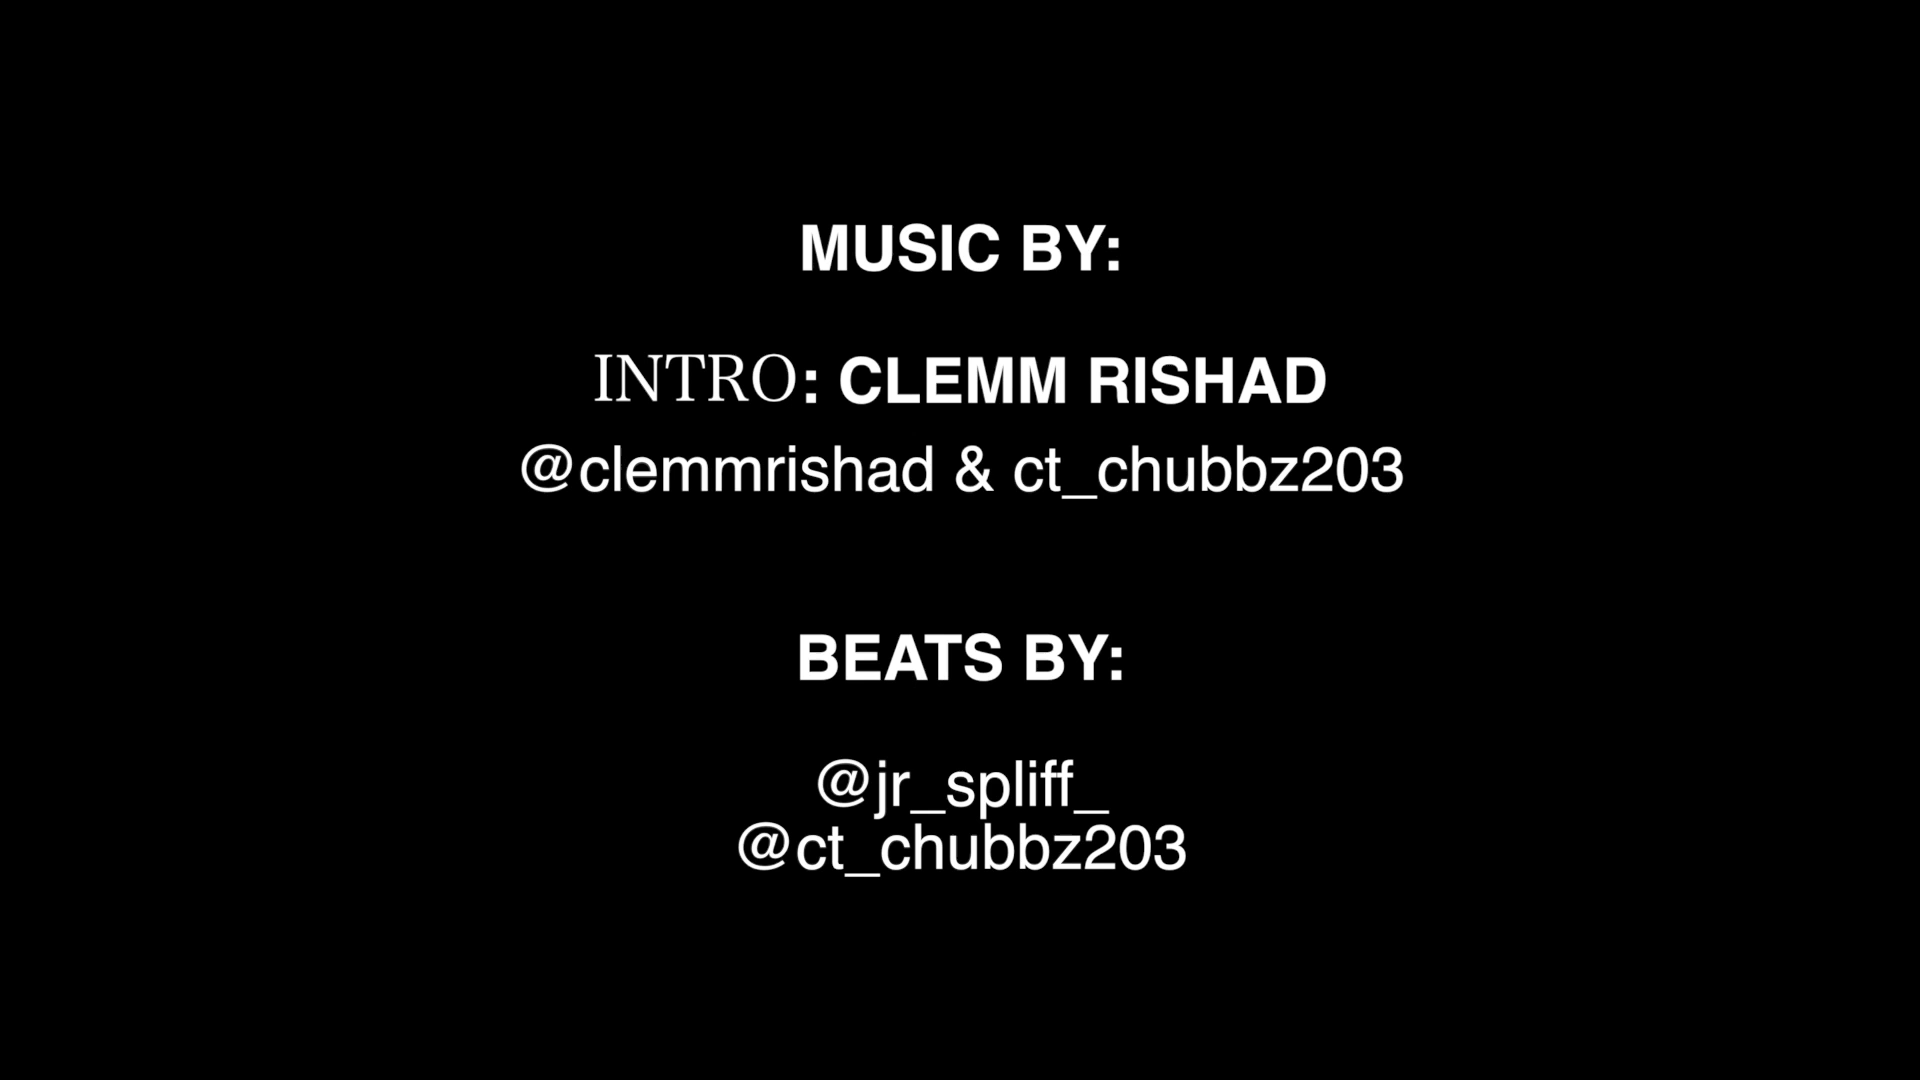 MUSIC BY:
INTRO: CLEMM RISHAD
@clemmrishad & ct_chubbz203
BEATS BY:
@jr_spliff_
@ct_chubbz203